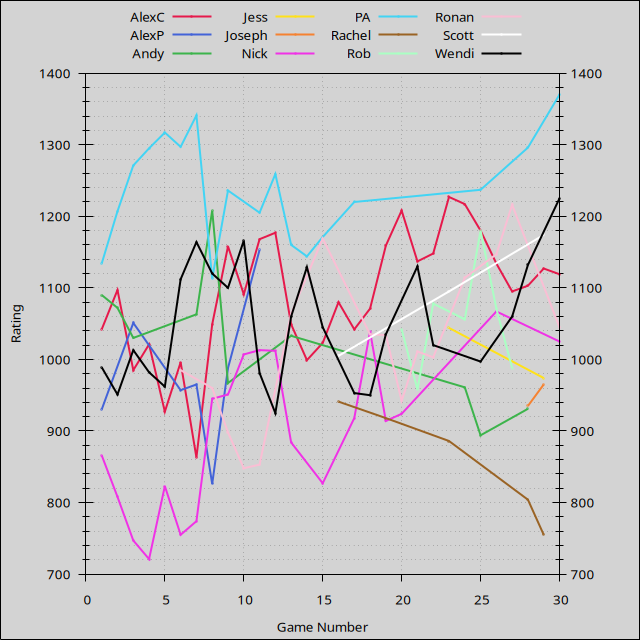 AlexC Jess PA Ronan
AlexP Joseph Rachel Scott
Andy Nick Rob Wendi
1400 1400
1300 1300
1200 1200
1100 1100
1000 1000
900 900
800 800
700 700
Rating
0 5 10 15 20 25 30
Game Number